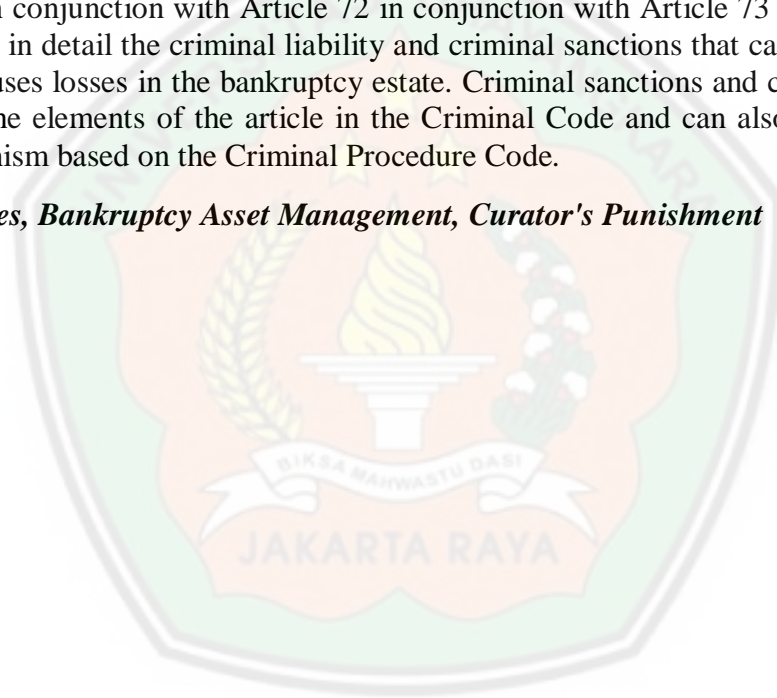 n conjunction with Article 72 in conjunction with Article 73
in detail the criminal liability and criminal sanctions that ca
uses losses in the bankruptcy estate. Criminal sanctions and c
ne elements of the article in the Criminal Code and can also
nism based on the Criminal Procedure Code.
es, Bankruptcy Asset Management, Curator's Punishment
BIKSA MAHWASTU DASI
JAKARTA RAYA